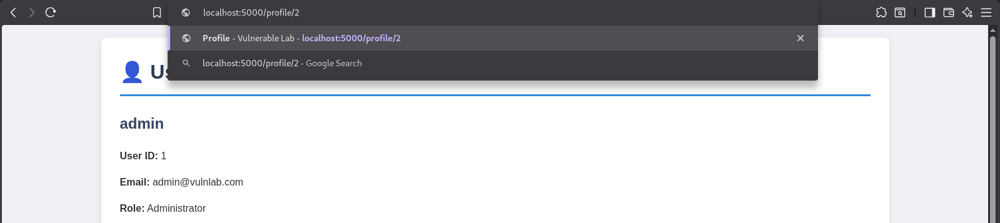 localhost:5000/profile/2
Profile - Vulnerable Lab - localhost:5000/profile/2
localhost:5000/profile/2 - Google Search
admin
User ID: 1
Email: admin@vulnlab.com
Role: Administrator